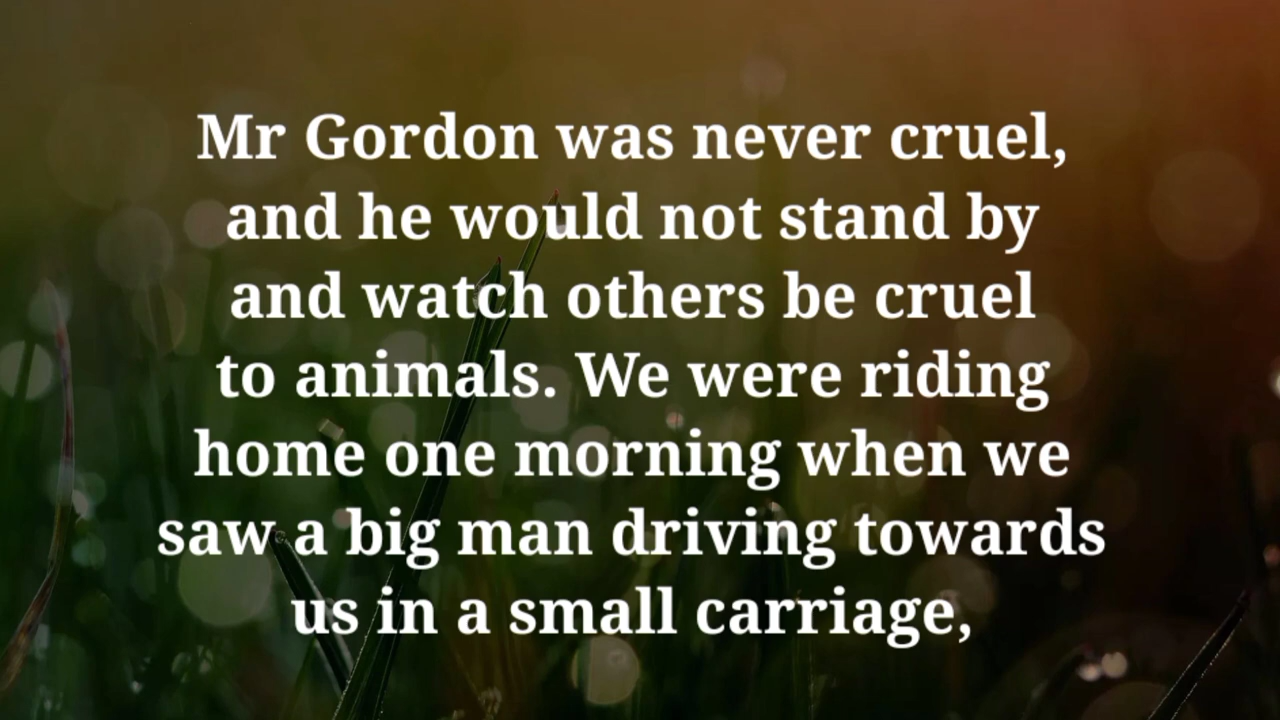 Mr Gordon was never cruel,
and he would not stand by
and watch others be cruel
to animals. We were riding
home one morning when we
saw a big man driving towards
us in a small carriage,